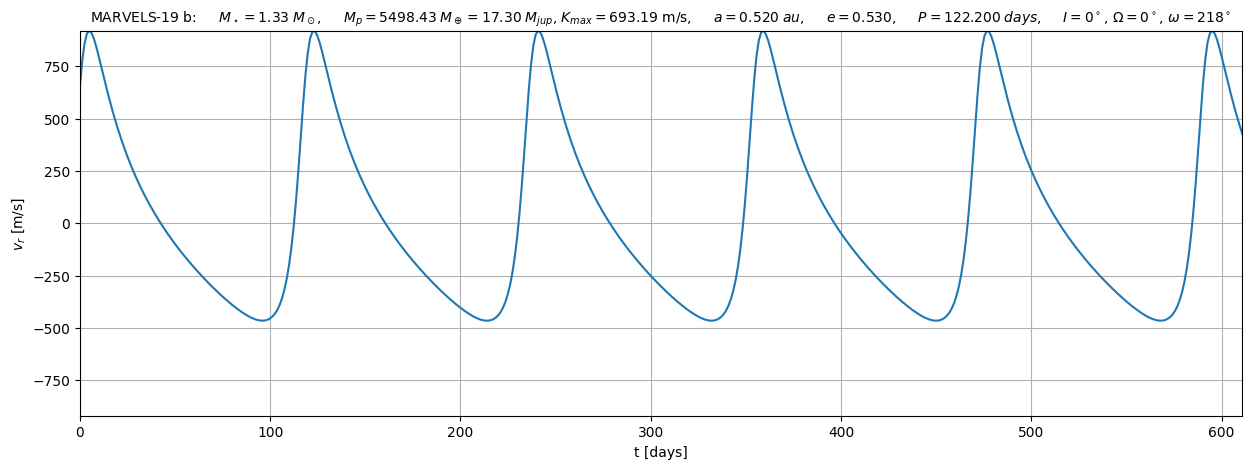 MARVELS-19 b: M⋆ = 1.33 M⊙, Mp = 5498.43 M⊕ = 17.30 Mjup, Kmax = 693.19 m/s, a = 0.520 au, e = 0.530, P = 122.200 days, I = 0°, Ω = 0°, ω = 218°
750
500
250
0
−250
−500
−750
vr [m/s]
0 100 200 300 400 500 600
t [days]